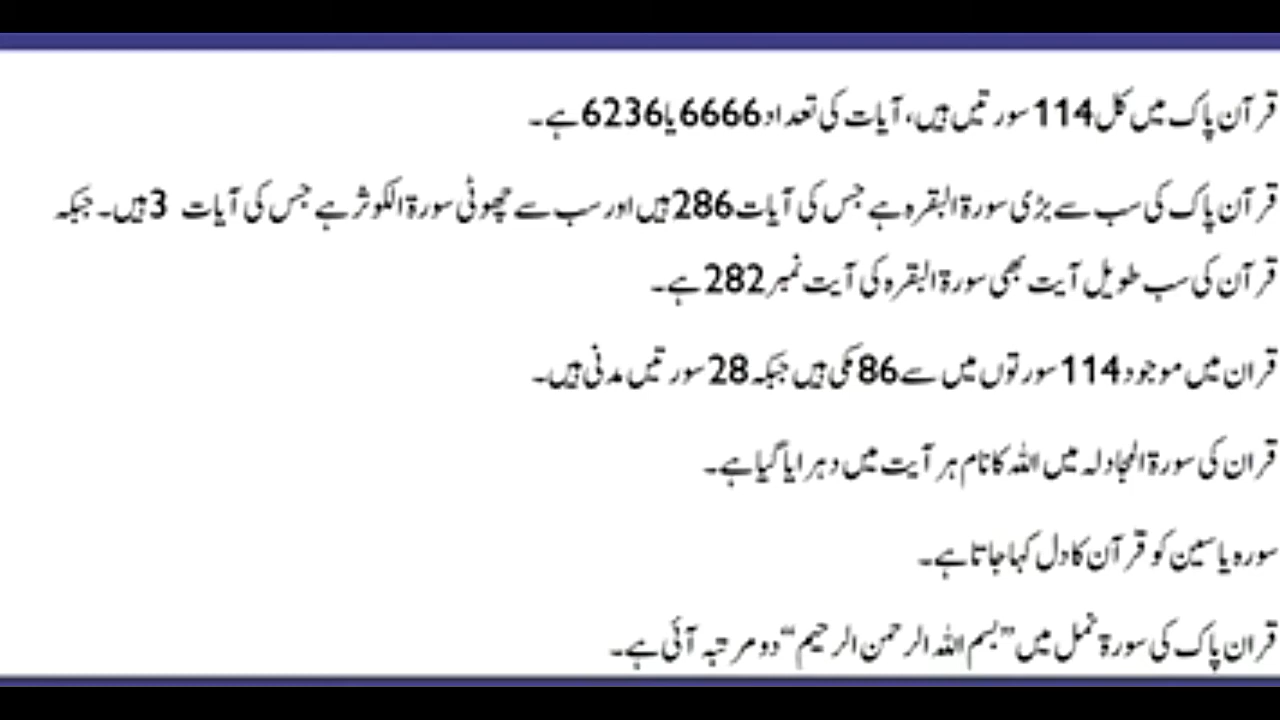 قرآن پاک میں کل 114 سورتیں ہیں، آیات کی تعداد 6666 یا 6236 ہے۔
قرآن پاک کی سب سے بڑی سورۃ البقرہ ہے جس کی آیات 286 ہیں اور سب سے چھوٹی سورۃ الکوثر ہے جس کی آیات 3 ہیں۔ جبکہ
قرآن کی سب طویل آیت بھی سورۃ البقرہ کی آیت نمبر 282 ہے۔
قران میں موجود 114 سورتوں میں سے 86 مکی ہیں جبکہ 28 سورتیں مدنی ہیں۔
قران کی سورۃ المجادلہ میں اللہ کا نام ہر آیت میں دہرایا گیا ہے۔
سورہ یاسین کو قرآن کا دل کہا جاتا ہے۔
قران پاک کی سورۃ نمل میں ”بسم اللہ الرحمن الرحیم“ دو مرتبہ آئی ہے۔